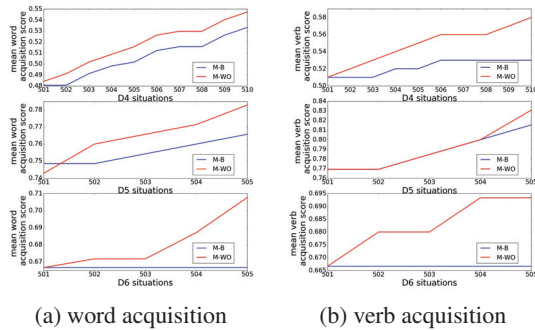 mean word
acquisition score
0.55
0.54
0.53
0.52
0.51
0.50
0.49
0.48
M-B
M-WO
501 502 503 504 505 506 507 508 509 510
D4 situations
mean verb
acquisition score
0.58
0.56
0.54
0.52
0.50
M-B
M-WO
501 502 503 504 505 506 507 508 509 510
D4 situations
mean word
acquisition score
0.78
0.77
0.76
0.75
0.74
M-B
M-WO
501 502 503 504 505
D5 situations
mean verb
acquisition score
0.84
0.83
0.82
0.81
0.80
0.79
0.78
0.77
0.76
M-B
M-WO
501 502 503 504 505
D5 situations
mean word
acquisition score
0.71
0.70
0.69
0.68
0.67
M-B
M-WO
501 502 503 504 505
D6 situations
mean verb
acquisition score
0.695
0.690
0.685
0.680
0.675
0.670
0.665
M-B
M-WO
501 502 503 504 505
D6 situations
(a) word acquisition
(b) verb acquisition